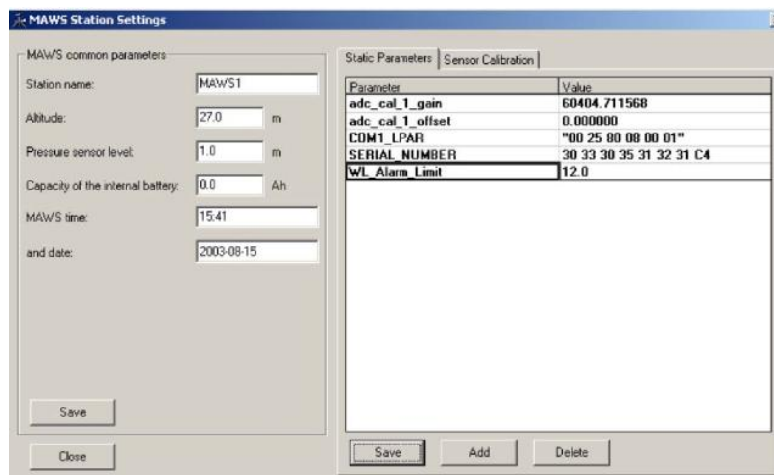 MAWS Station Settings
MAWS common parameters
Station name: MAWS1
Altitude: 27.0 m
Pressure sensor level: 1.0 m
Capacity of the internal battery: 0.0 Ah
MAWS time: 15:41
and date: 2003-08-15
Save
Close
Static Parameters Sensor Calibration
Parameter Value
adc_cal_1_gain 60404.711568
adc_cal_1_offset 0.000000
COM1_LPAR "00 25 80 08 00 01"
SERIAL_NUMBER 30 33 30 35 31 32 31 C4
WL_Alarm_Limit 12.0
Save Add Delete